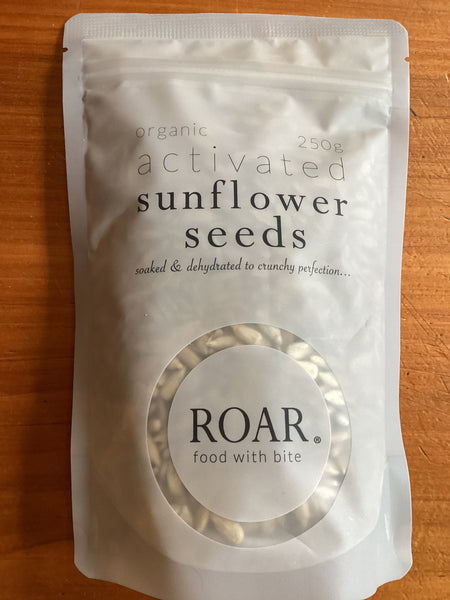 organic 250g
activated
sunflower
seeds
soaked & dehydrated to crunchy perfection...
ROAR®
food with bite